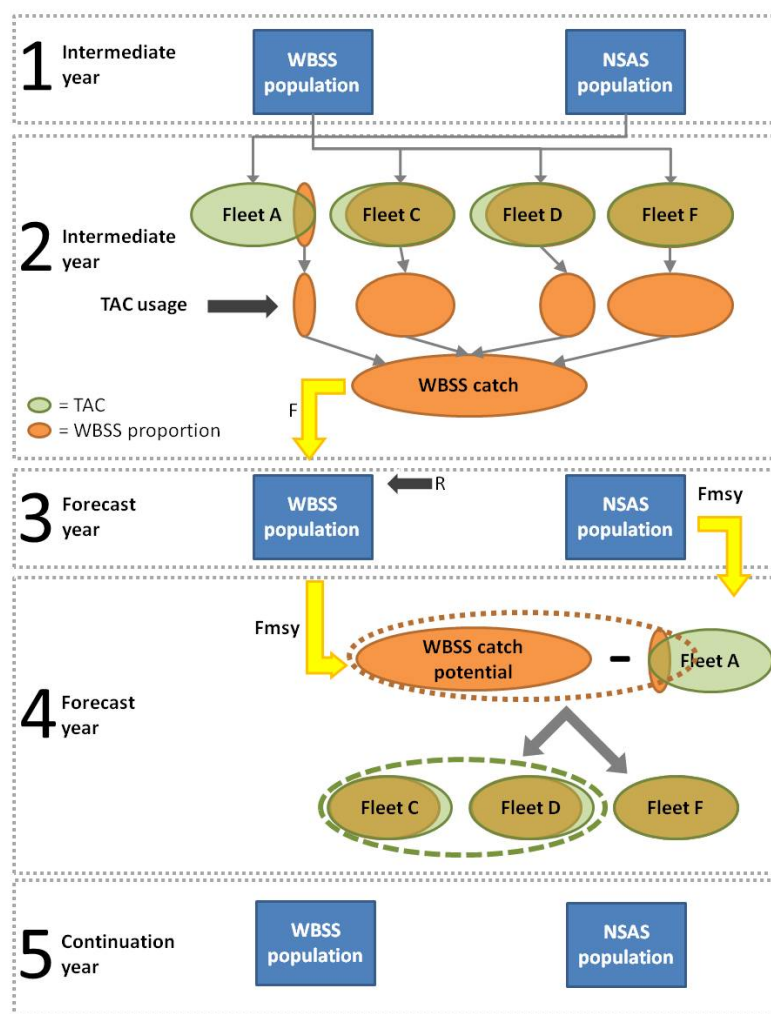 1
Intermediate
year
WBSS
population
NSAS
population
2
Intermediate
year
Fleet A
Fleet C
Fleet D
Fleet F
TAC usage
WBSS catch
= TAC
= WBSS proportion
F
3
Forecast
year
WBSS
population
R
NSAS
population
Fmsy
4
Forecast
year
Fmsy
WBSS catch
potential
-
Fleet A
Fleet C
Fleet D
Fleet F
5
Continuation
year
WBSS
population
NSAS
population